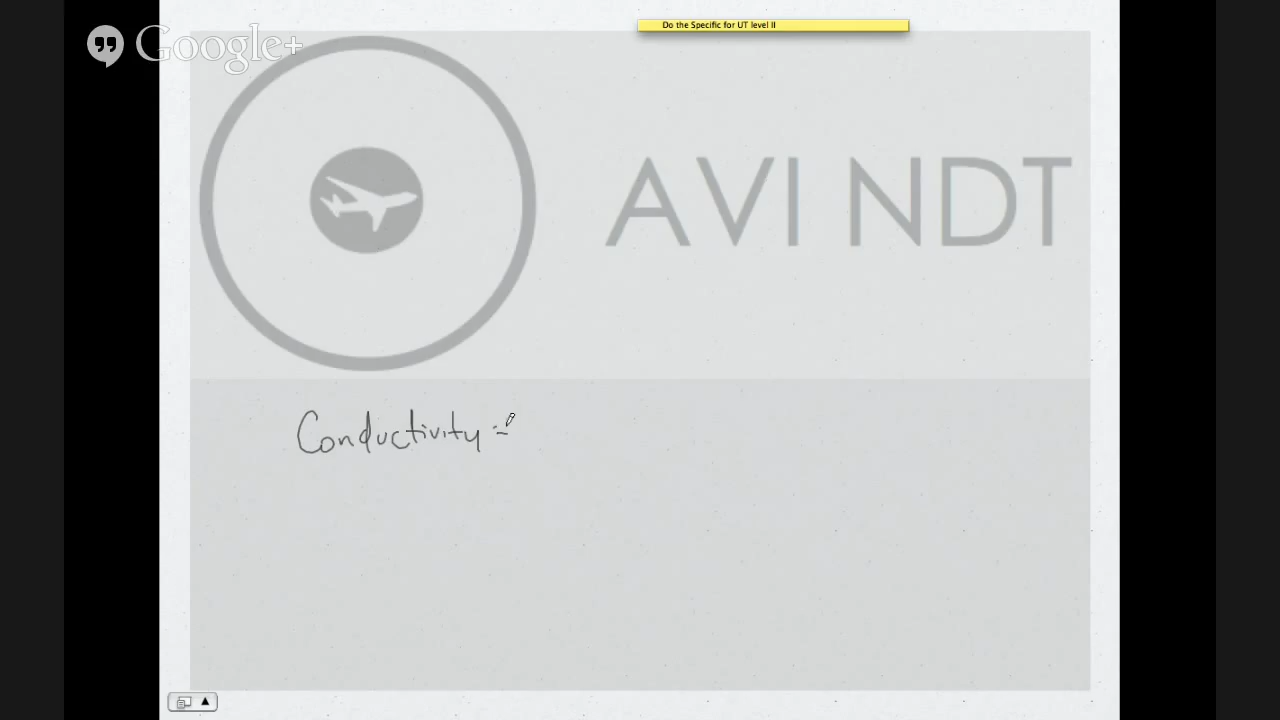 Do the Specific for UT level II
Google+
AVI NDT
Conductivity =